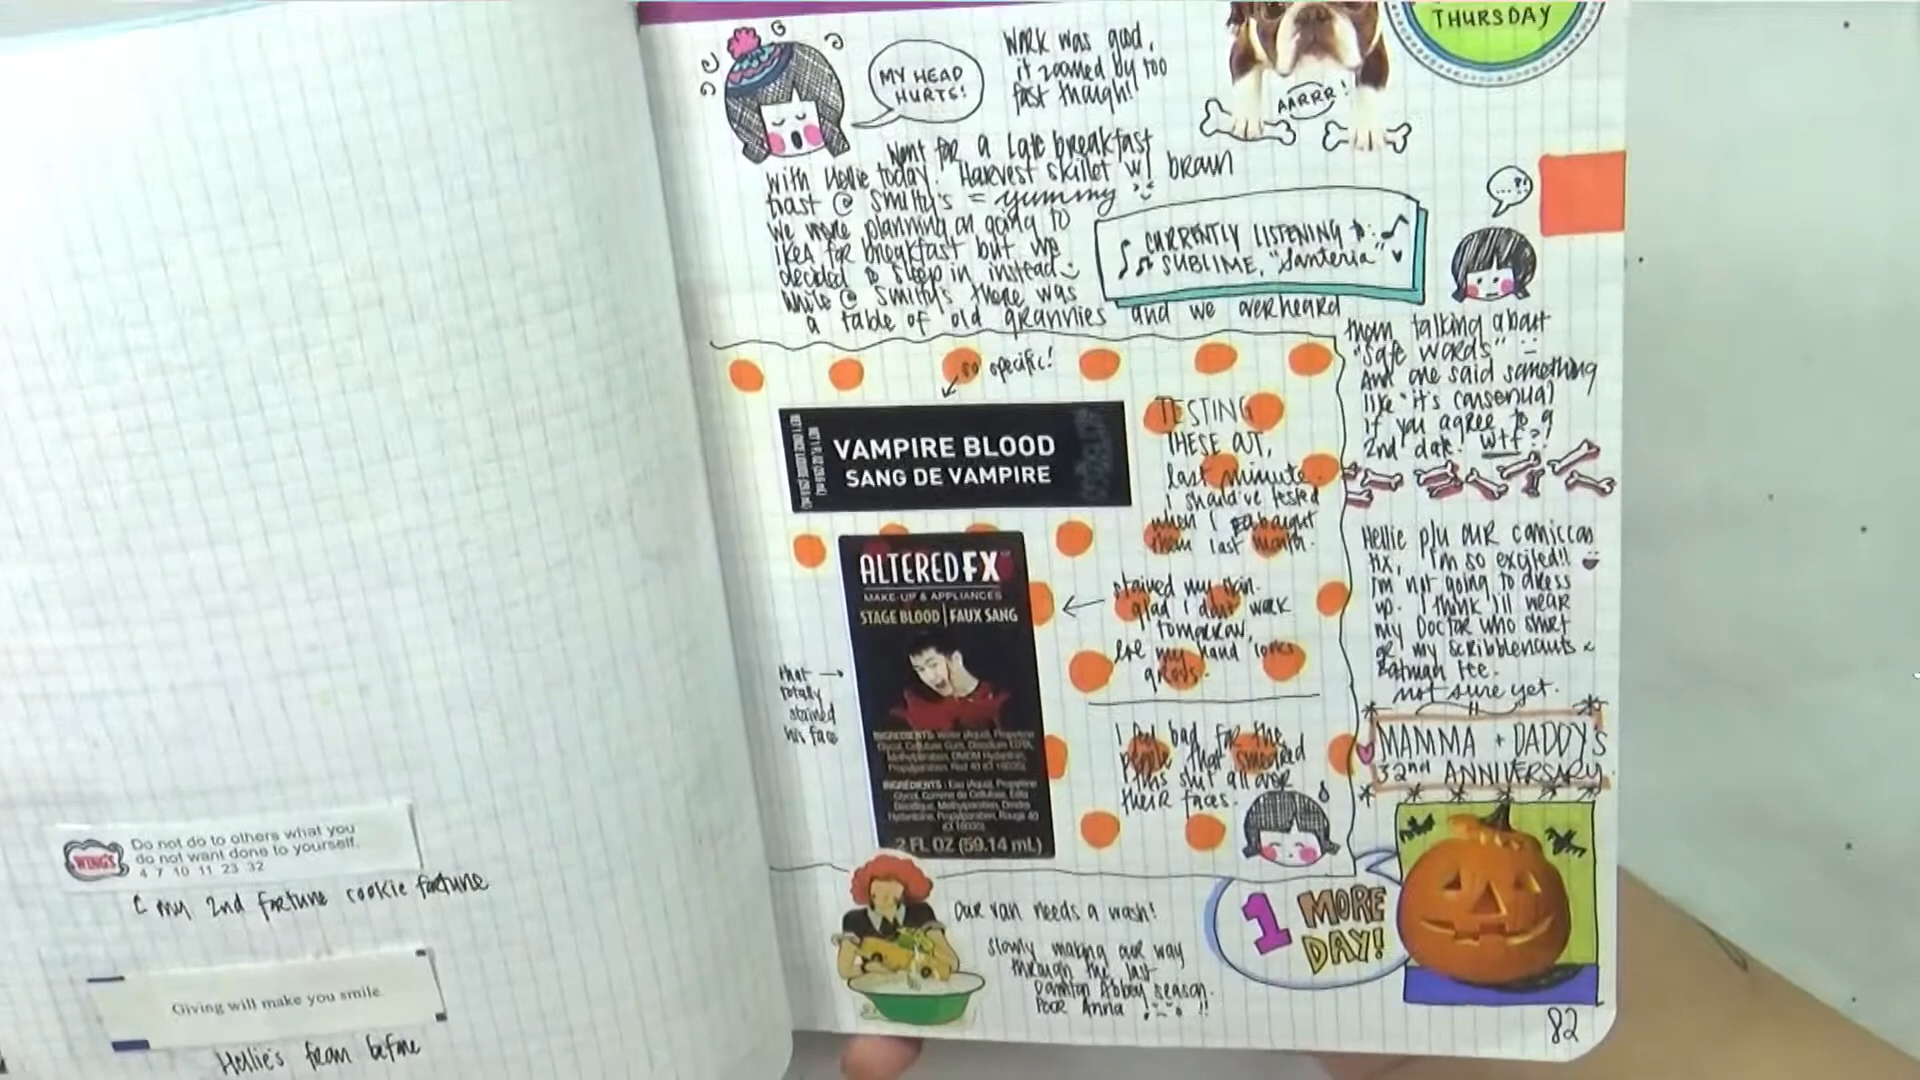 Do not do to others what you
do not want done to yourself.
4 7 10 11 23 32
WING'S
my 2nd fortune cookie fortune
Giving will make you smile.
Hellie's from before
THURSDAY
MY HEAD
HURTS!
Work was good,
it zoomed by too
fast though!!
AARRR!
Went for a late breakfast
with Hellie today. Harvest skillet w/ brown
toast @ Smitty's = yummy
We were planning on going to
ikea for breakfast but we
decided to sleep in instead
While @ Smitty's there was
a table of old grannies and we overheard
CURRENTLY LISTENING to:
SUBLIME, "Santeria"
...?!
them talking about
"safe words"
And one said something
like "it's consensual
if you agree to a
2nd date! wtf?!
so specific!
VAMPIRE BLOOD
SANG DE VAMPIRE
TESTING
THESE OUT,
last minute.
I should've tested
when I bought
them last month.
ALTERED FX
MAKE-UP & APPLIANCES
STAGE BLOOD | FAUX SANG
2 FL. OZ (59.14 mL)
that
totally
stained
his face
stained my skin.
glad I don't work
tomorrow,
my hand looks
gross.
I feel bad for the
people that smeared
this shit all over
their faces.
Hellie p/u OUR comiccon
tix, I'm so excited!!
I'm not going to dress
up. I think I'll wear
my Doctor who shirt
or my scribblenauts x
Batman tee.
not sure yet.
MAMMA + DADDY'S
32nd ANNIVERSARY
1 MORE
DAY!
Our van needs a wash!
Slowly making our way
through the last
Downton Abbey season.
Poor Anna !!
82